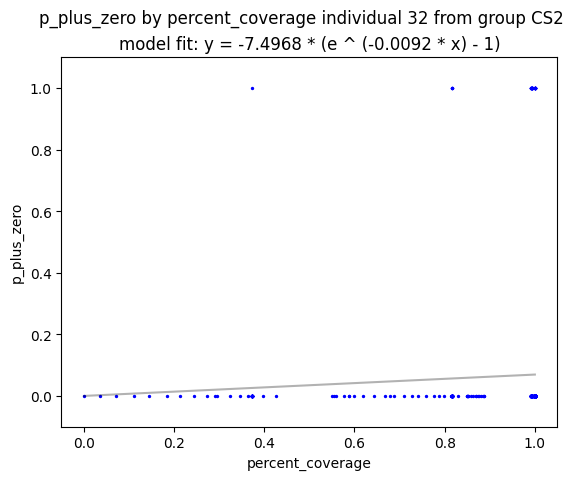 p_plus_zero by percent_coverage individual 32 from group CS2
model fit: y = -7.4968 * (e ^ (-0.0092 * x) - 1)
1.0
0.8
0.6
0.4
0.2
0.0
p_plus_zero
0.0 0.2 0.4 0.6 0.8 1.0
percent_coverage